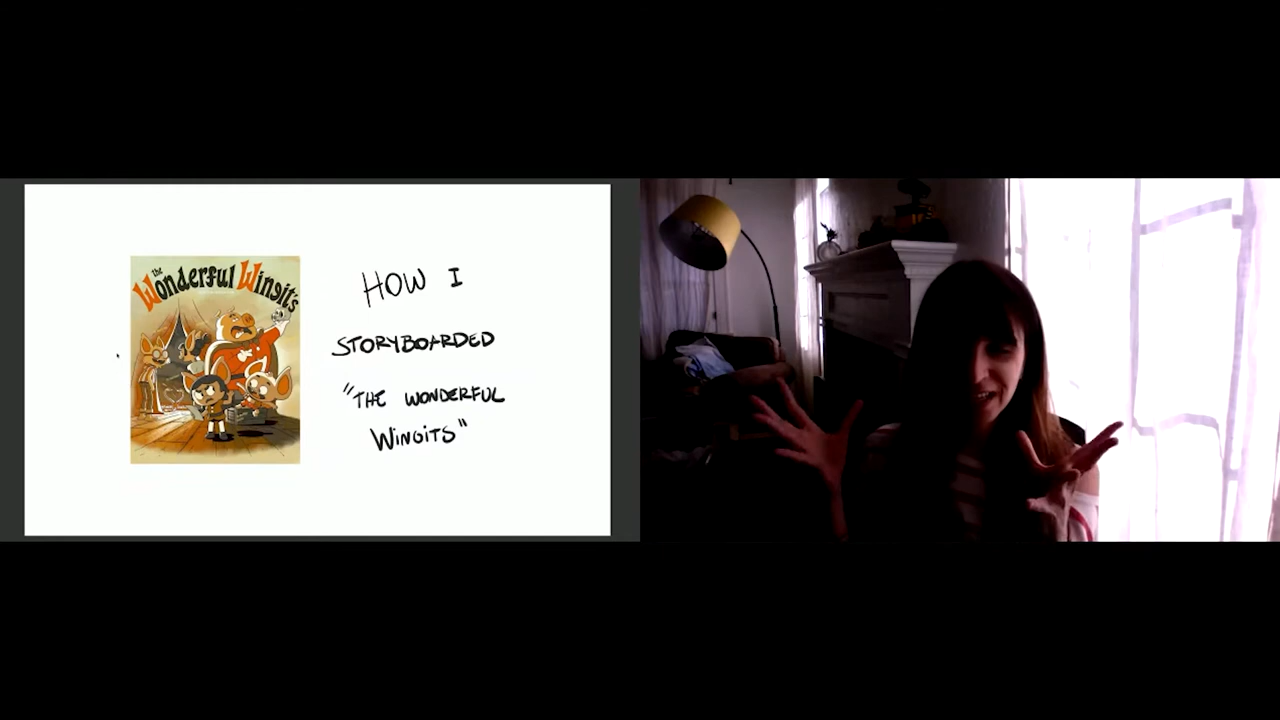 the
Wonderful Wingits
HOW I
STORYBOARDED
"THE WONDERFUL
WINGITS"